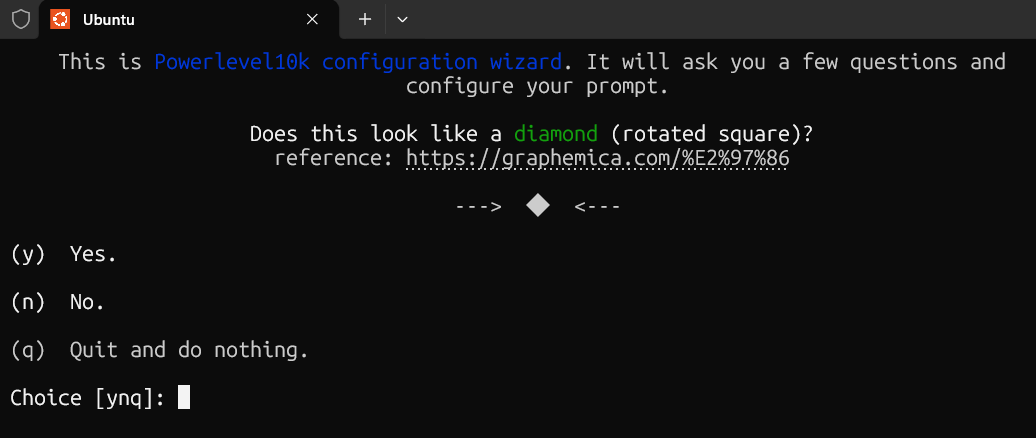 Ubuntu
This is Powerlevel10k configuration wizard. It will ask you a few questions and
configure your prompt.
Does this look like a diamond (rotated square)?
reference: https://graphemica.com/%E2%97%86
---> ◆ <---
(y) Yes.
(n) No.
(q) Quit and do nothing.
Choice [ynq]: